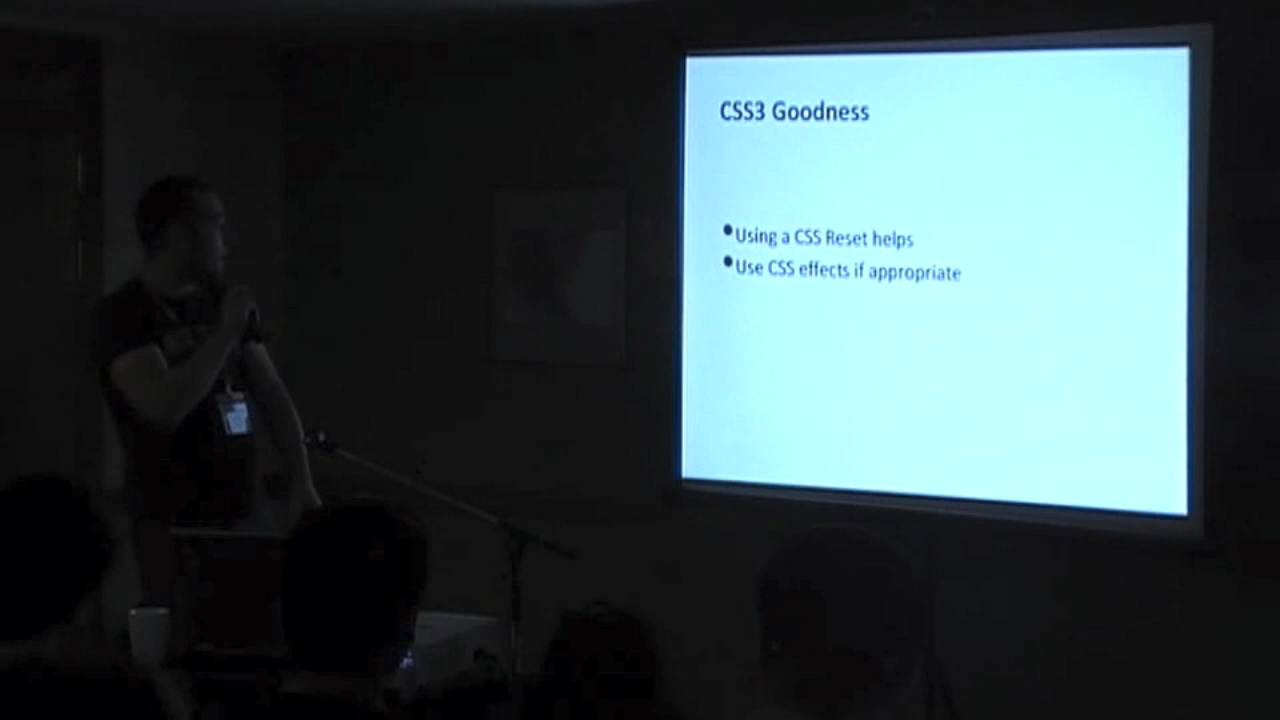 CSS3 Goodness
•Using a CSS Reset helps
•Use CSS effects if appropriate